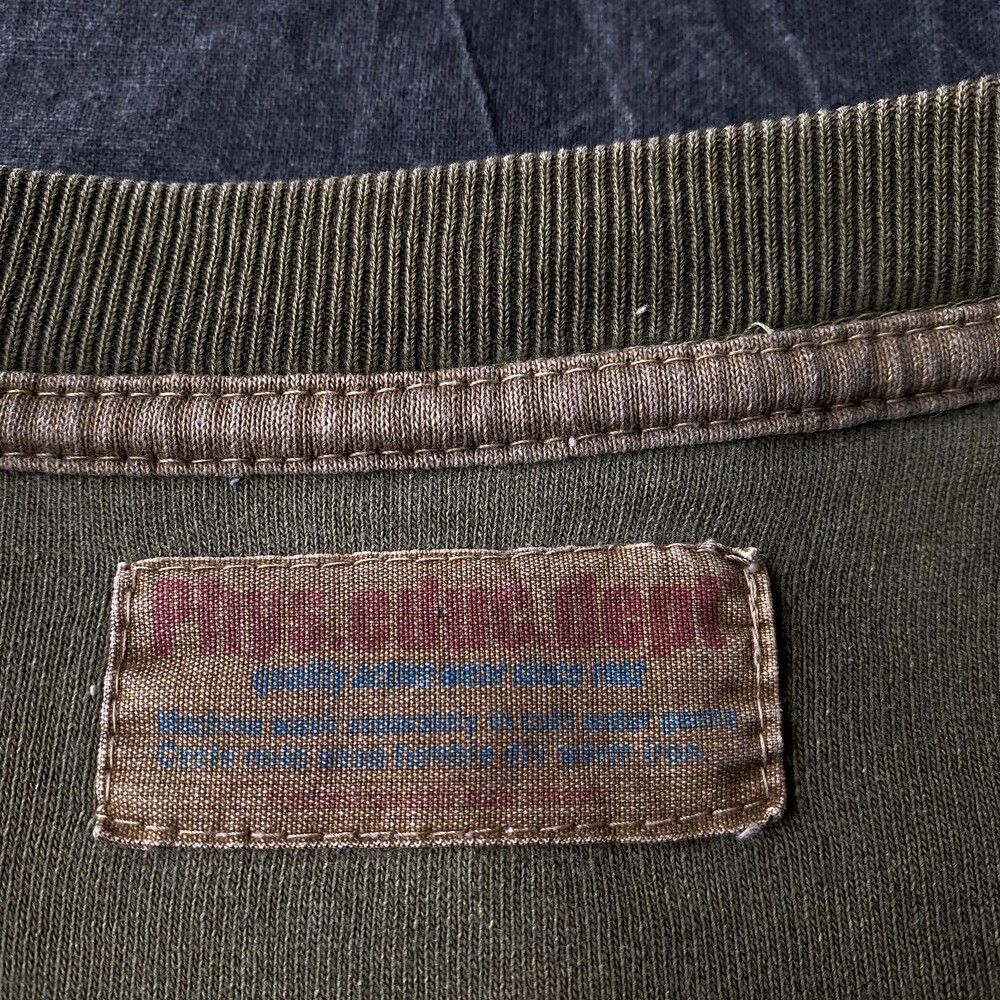 Phys.educ.dept
quality active wear since 1982
Machine wash separately in cold water gentle
Cycle mild soap tumble dry warm iron.